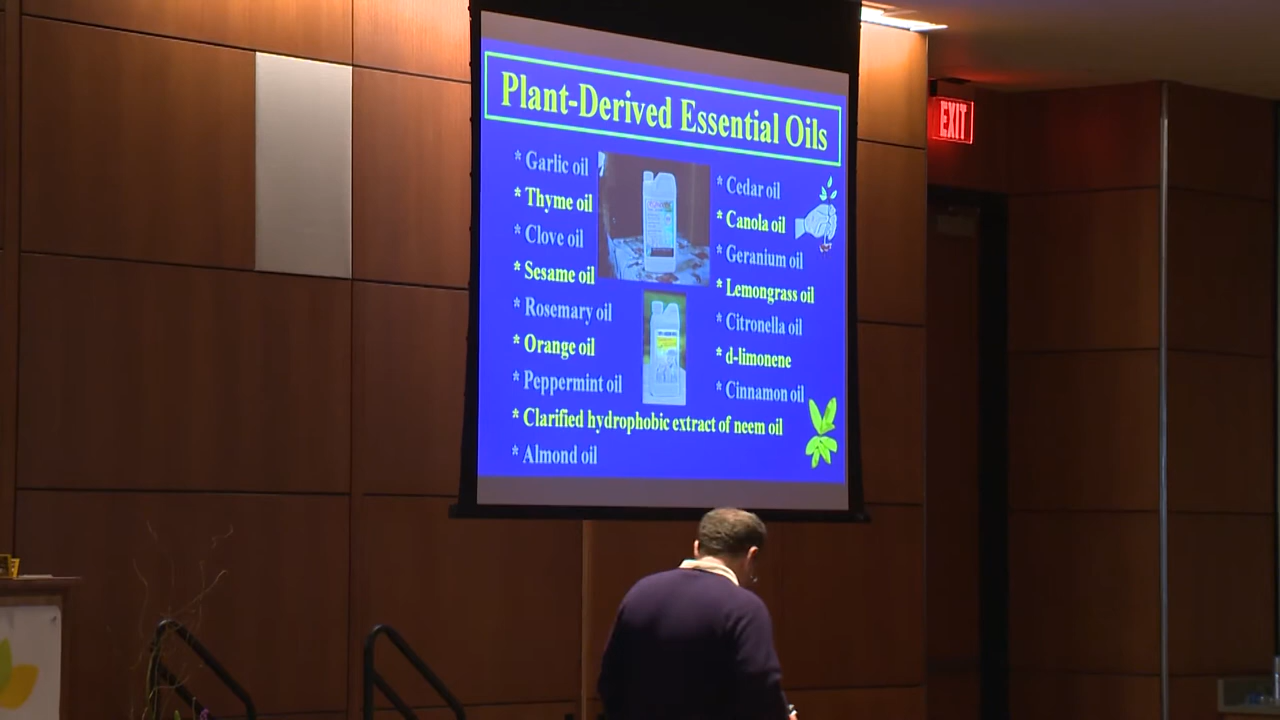 Plant-Derived Essential Oils
* Garlic oil
* Thyme oil
* Clove oil
* Sesame oil
* Rosemary oil
* Orange oil
* Peppermint oil
* Clarified hydrophobic extract of neem oil
* Almond oil
* Cedar oil
* Canola oil
* Geranium oil
* Lemongrass oil
* Citronella oil
* d-limonene
* Cinnamon oil
EXIT